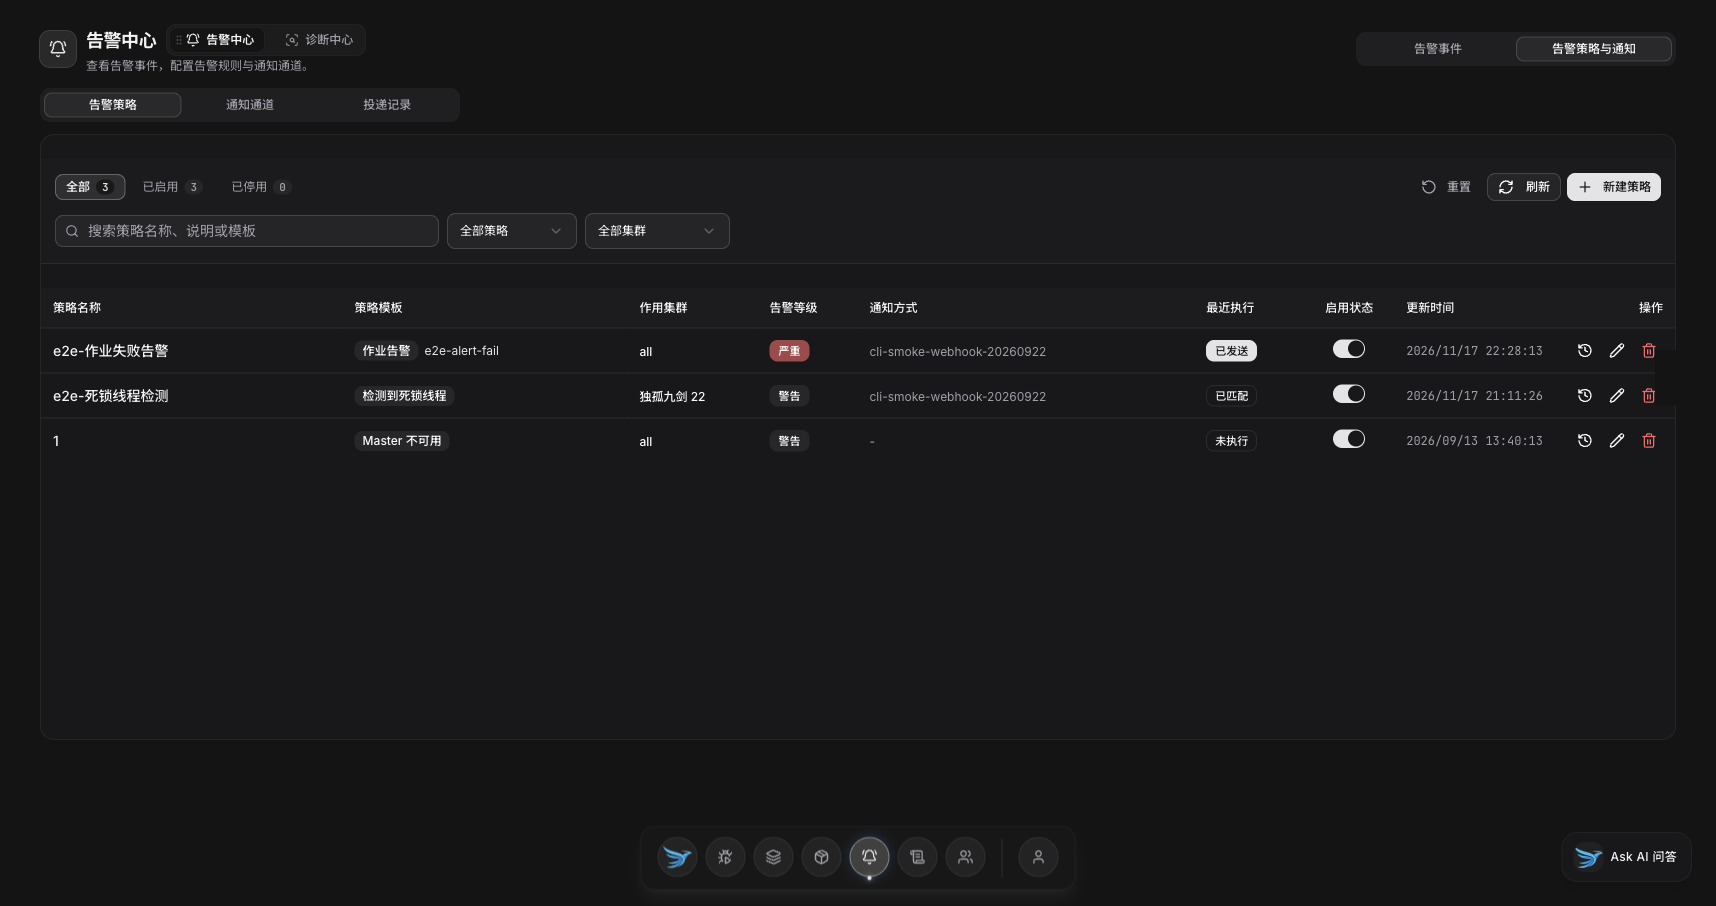 告警中心 告警中心 诊断中心
查看告警事件，配置告警规则与通知通道。
告警事件 告警策略与通知
告警策略 通知通道 投递记录
全部 3 已启用 3 已停用 0
重置 刷新 新建策略
搜索策略名称、说明或模板 全部策略 全部集群
策略名称 策略模板 作用集群 告警等级 通知方式 最近执行 启用状态 更新时间 操作
e2e-作业失败告警 作业告警 e2e-alert-fail all 严重 cli-smoke-webhook-20260922 已发送 2026/11/17 22:28:13
e2e-死锁线程检测 检测到死锁线程 独孤九剑 22 警告 cli-smoke-webhook-20260922 已匹配 2026/11/17 21:11:26
1 Master 不可用 all 警告 - 未执行 2026/09/13 13:40:13
Ask AI 问答